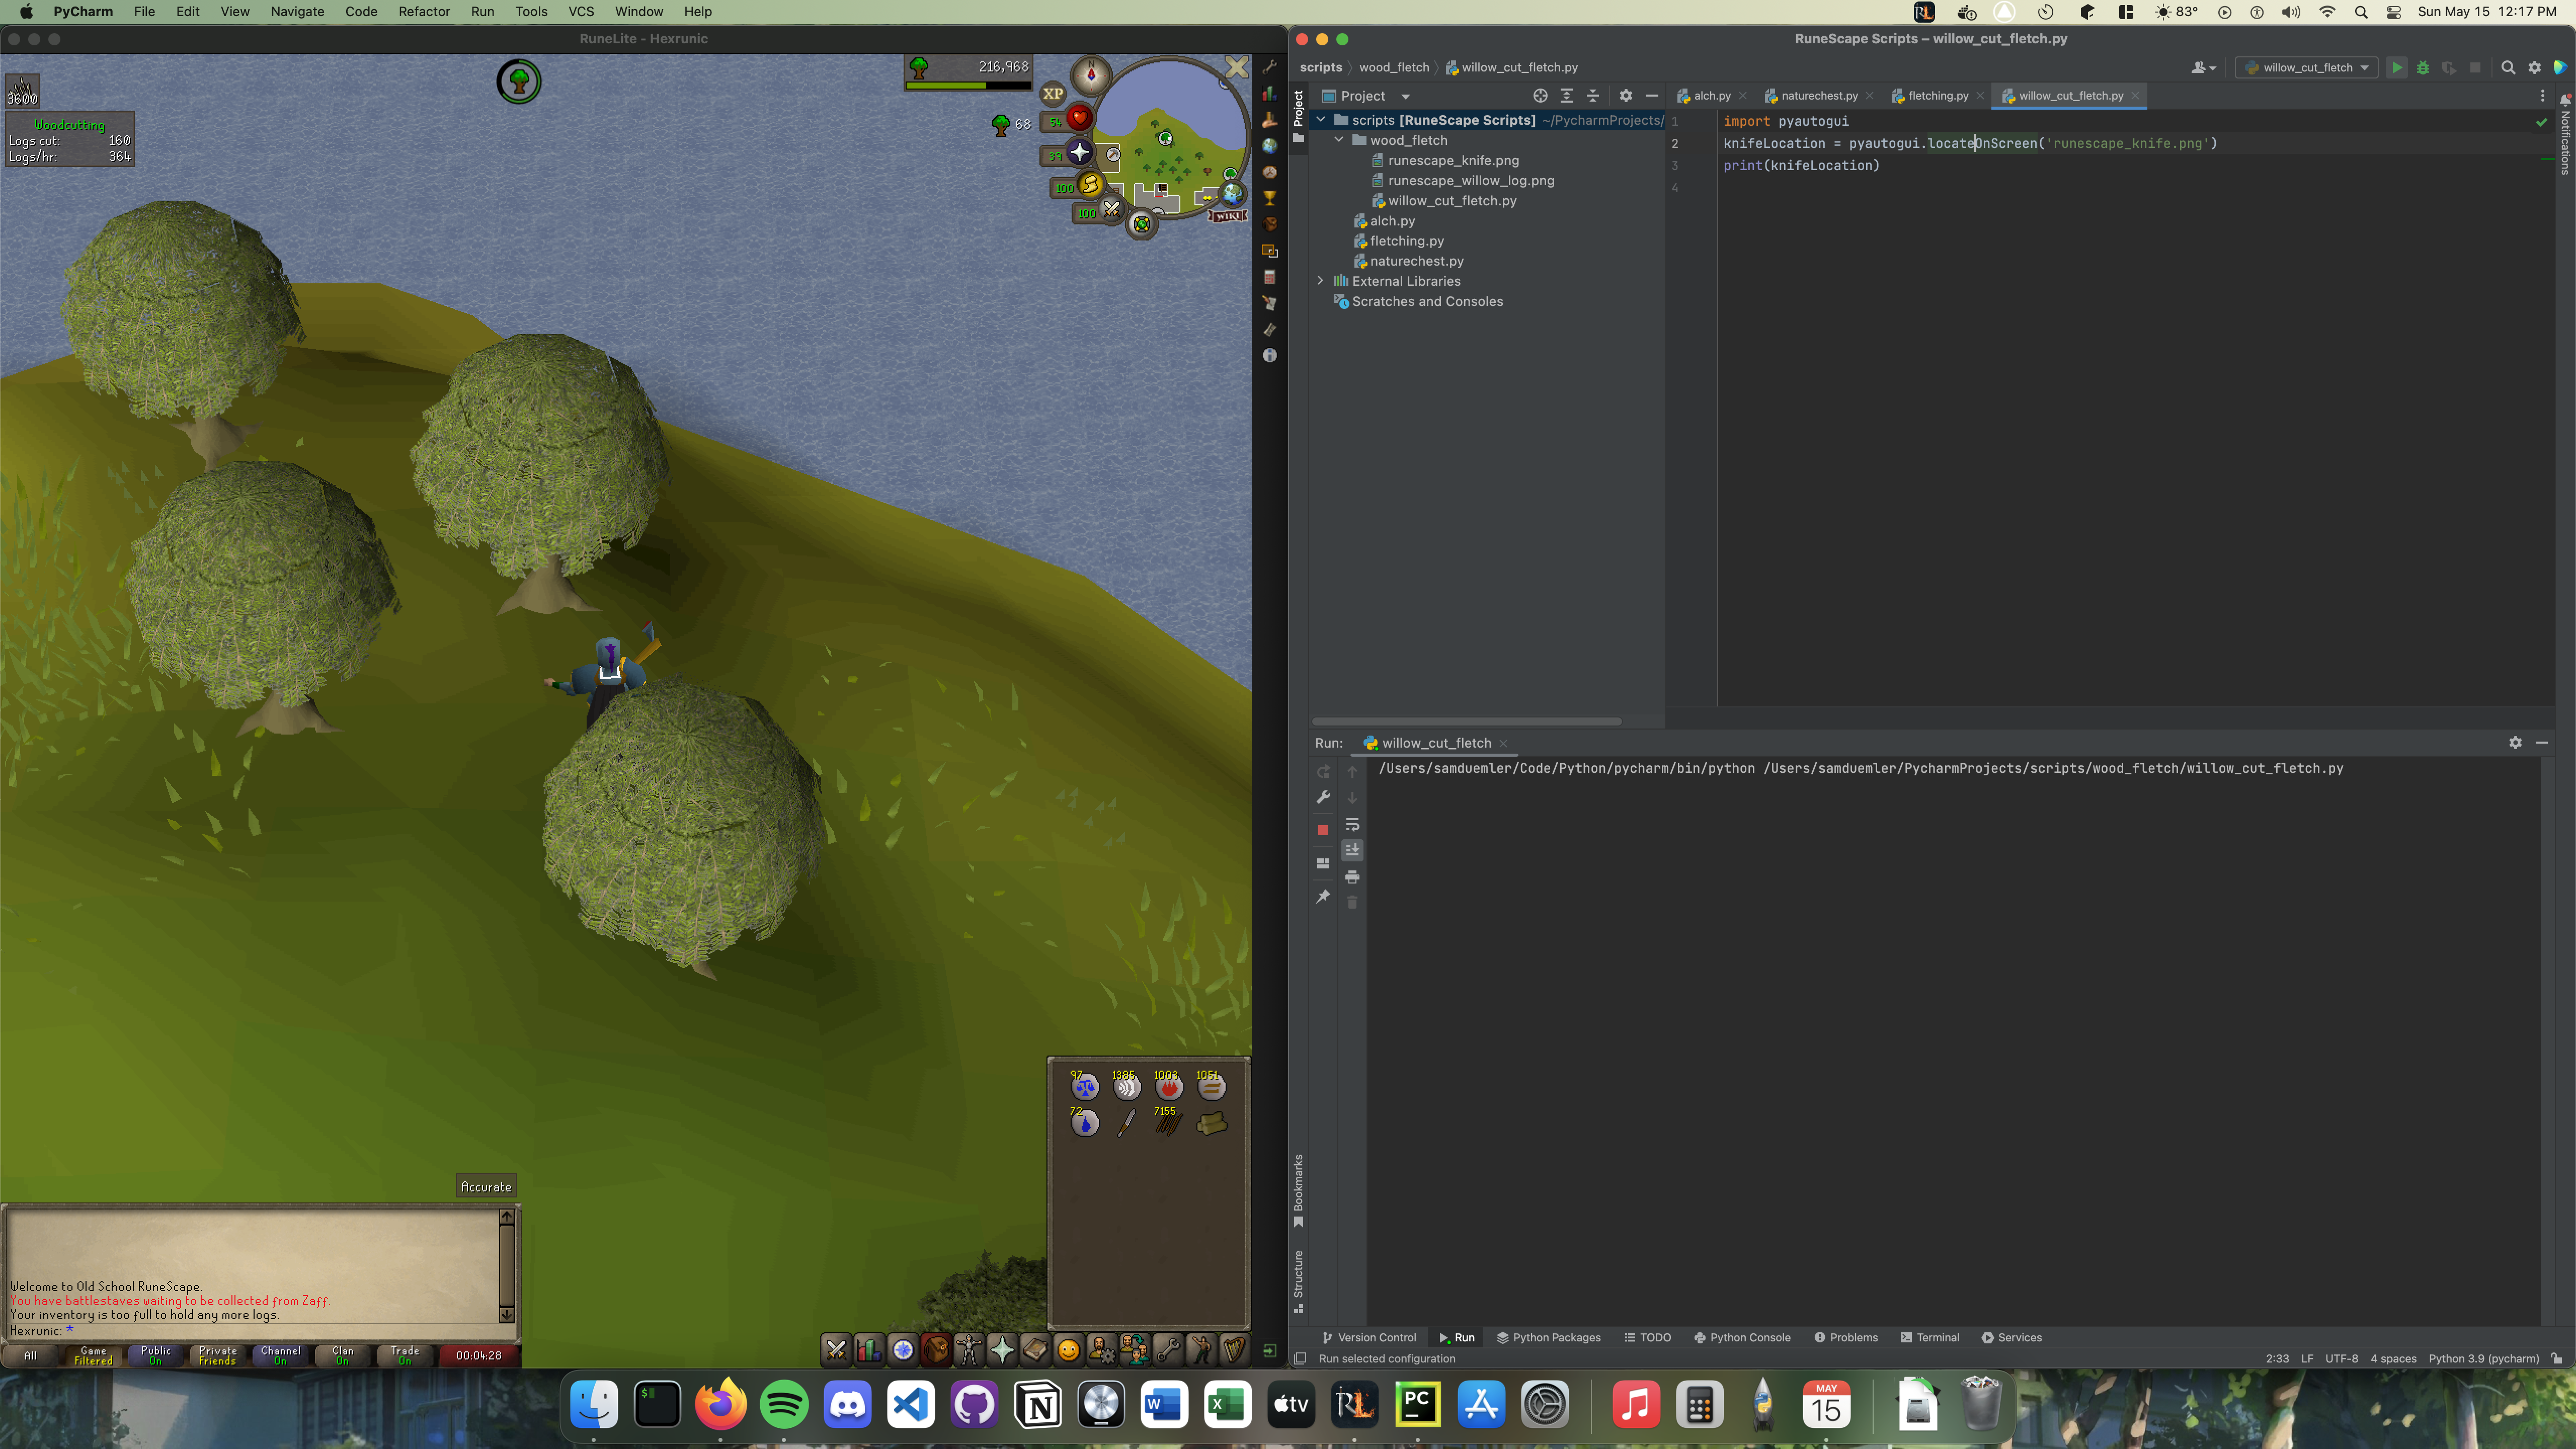 PyCharm File Edit View Navigate Code Refactor Run Tools VCS Window Help
83° Sun May 15 12:17 PM
RuneLite - Hexrunic
3600
Woodcutting
Logs cut: 160
Logs/hr: 364
216,968
XP
68
54
39
100
100
WIKI
97 1385 1003 1051
72 7155
Accurate
Welcome to Old School RuneScape.
You have battlestaves waiting to be collected from Zaff.
Your inventory is too full to hold any more logs.
Hexrunic: *
All
Game
Filtered
Public
On
Private
Friends
Channel
On
Clan
On
Trade
On
00:04:28
RuneScape Scripts – willow_cut_fletch.py
scripts wood_fletch willow_cut_fletch.py
willow_cut_fletch
Project
Project
alch.py naturechest.py fletching.py willow_cut_fletch.py
scripts [RuneScape Scripts] ~/PycharmProjects/
wood_fletch
runescape_knife.png
runescape_willow_log.png
willow_cut_fletch.py
alch.py
fletching.py
naturechest.py
External Libraries
Scratches and Consoles
1 import pyautogui
2 knifeLocation = pyautogui.locateOnScreen('runescape_knife.png')
3 print(knifeLocation)
4
Notifications
Run: willow_cut_fletch
/Users/samduemler/Code/Python/pycharm/bin/python /Users/samduemler/PycharmProjects/scripts/wood_fletch/willow_cut_fletch.py
Bookmarks
Structure
Version Control Run Python Packages TODO Python Console Problems Terminal Services
Run selected configuration
2:33 LF UTF-8 4 spaces Python 3.9 (pycharm)
$
N
W
X
tv
RL
PC
MAY
15